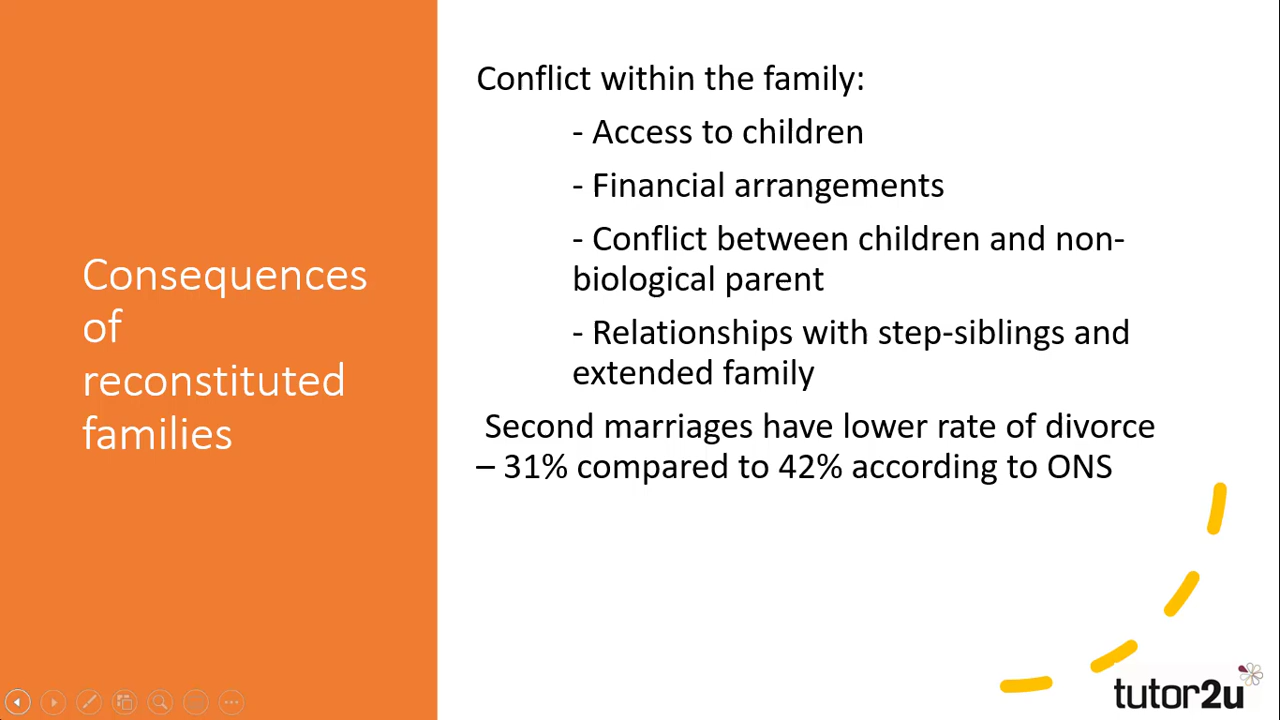 Consequences
of
reconstituted
families
Conflict within the family:
- Access to children
- Financial arrangements
- Conflict between children and non-
biological parent
- Relationships with step-siblings and
extended family
Second marriages have lower rate of divorce
– 31% compared to 42% according to ONS
tutor2u